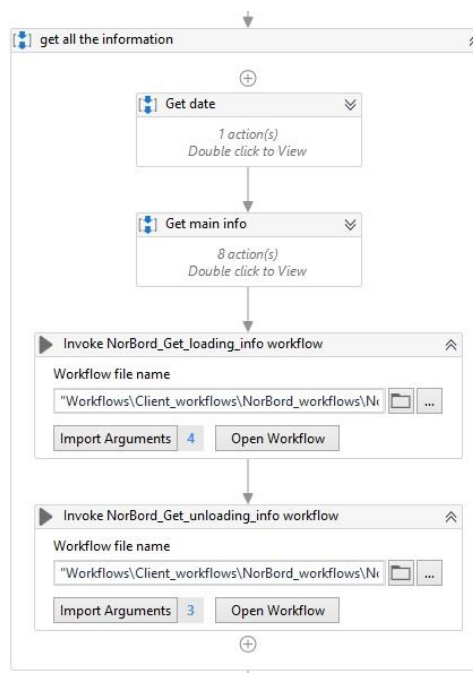 get all the information
Get date
1 action(s)
Double click to View
Get main info
8 action(s)
Double click to View
Invoke NorBord_Get_loading_info workflow
Workflow file name
"Workflows\Client_workflows\NorBord_workflows\No
...
Import Arguments 4 Open Workflow
Invoke NorBord_Get_unloading_info workflow
Workflow file name
"Workflows\Client_workflows\NorBord_workflows\No
...
Import Arguments 3 Open Workflow